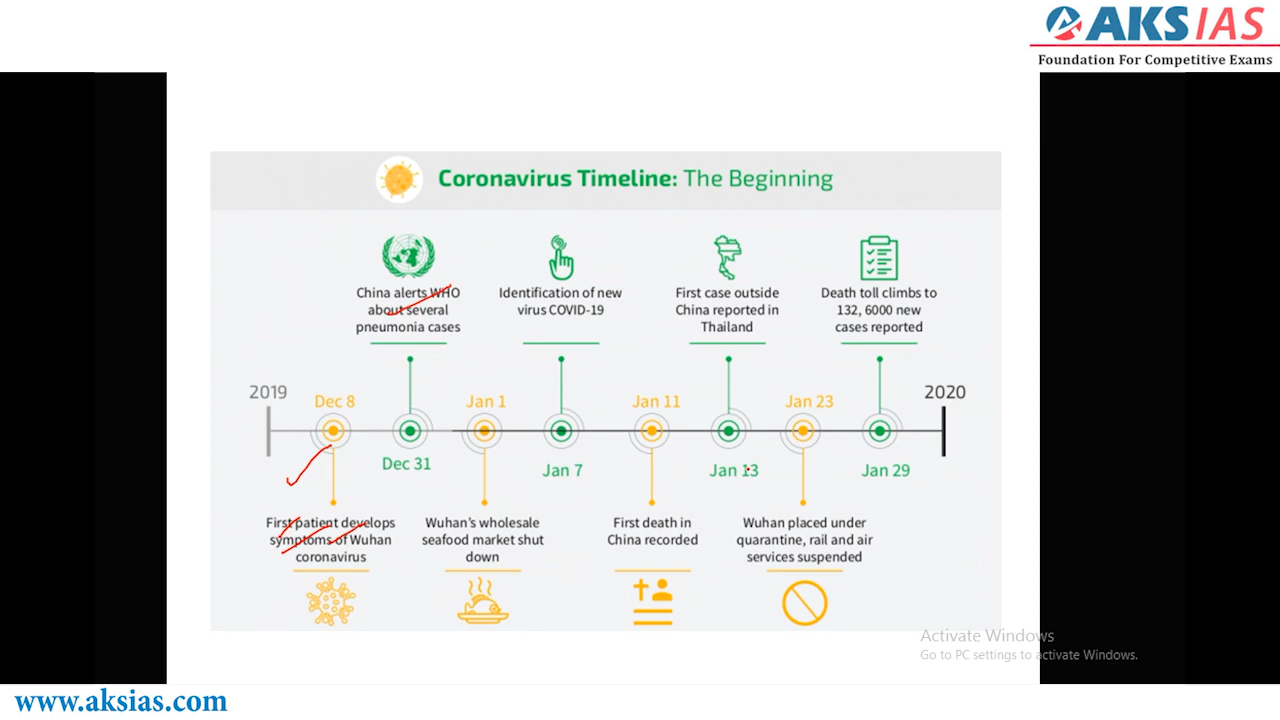 AKS IAS
Foundation For Competitive Exams
Coronavirus Timeline: The Beginning
China alerts WHO
about several
pneumonia cases
Identification of new
virus COVID-19
First case outside
China reported in
Thailand
Death toll climbs to
132, 6000 new
cases reported
2019
Dec 8
Jan 1
Jan 11
Jan 23
2020
Dec 31
Jan 7
Jan 13
Jan 29
First patient develops
symptoms of Wuhan
coronavirus
Wuhan's wholesale
seafood market shut
down
First death in
China recorded
Wuhan placed under
quarantine, rail and air
services suspended
Activate Windows
Go to PC settings to activate Windows.
www.aksias.com